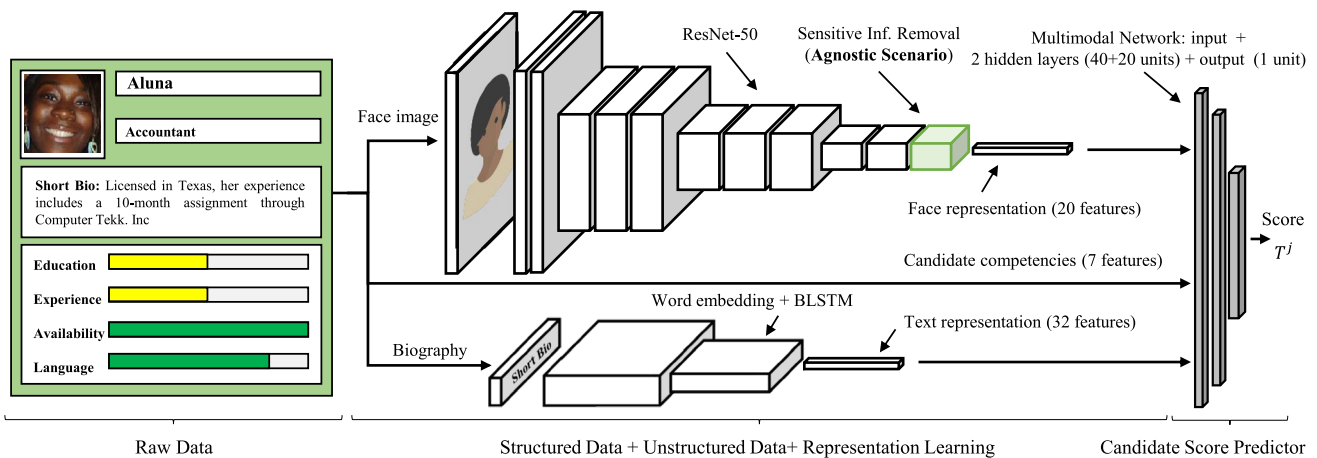 Aluna
Accountant
Short Bio: Licensed in Texas, her experience
includes a 10-month assignment through
Computer Tekk. Inc
Education
Experience
Availability
Language
Raw Data
Face image
ResNet-50
Sensitive Inf. Removal
(Agnostic Scenario)
Face representation (20 features)
Candidate competencies (7 features)
Word embedding + BLSTM
Biography
Short Bio
Text representation (32 features)
Structured Data + Unstructured Data+ Representation Learning
Multimodal Network: input +
2 hidden layers (40+20 units) + output (1 unit)
Score
T^j
Candidate Score Predictor